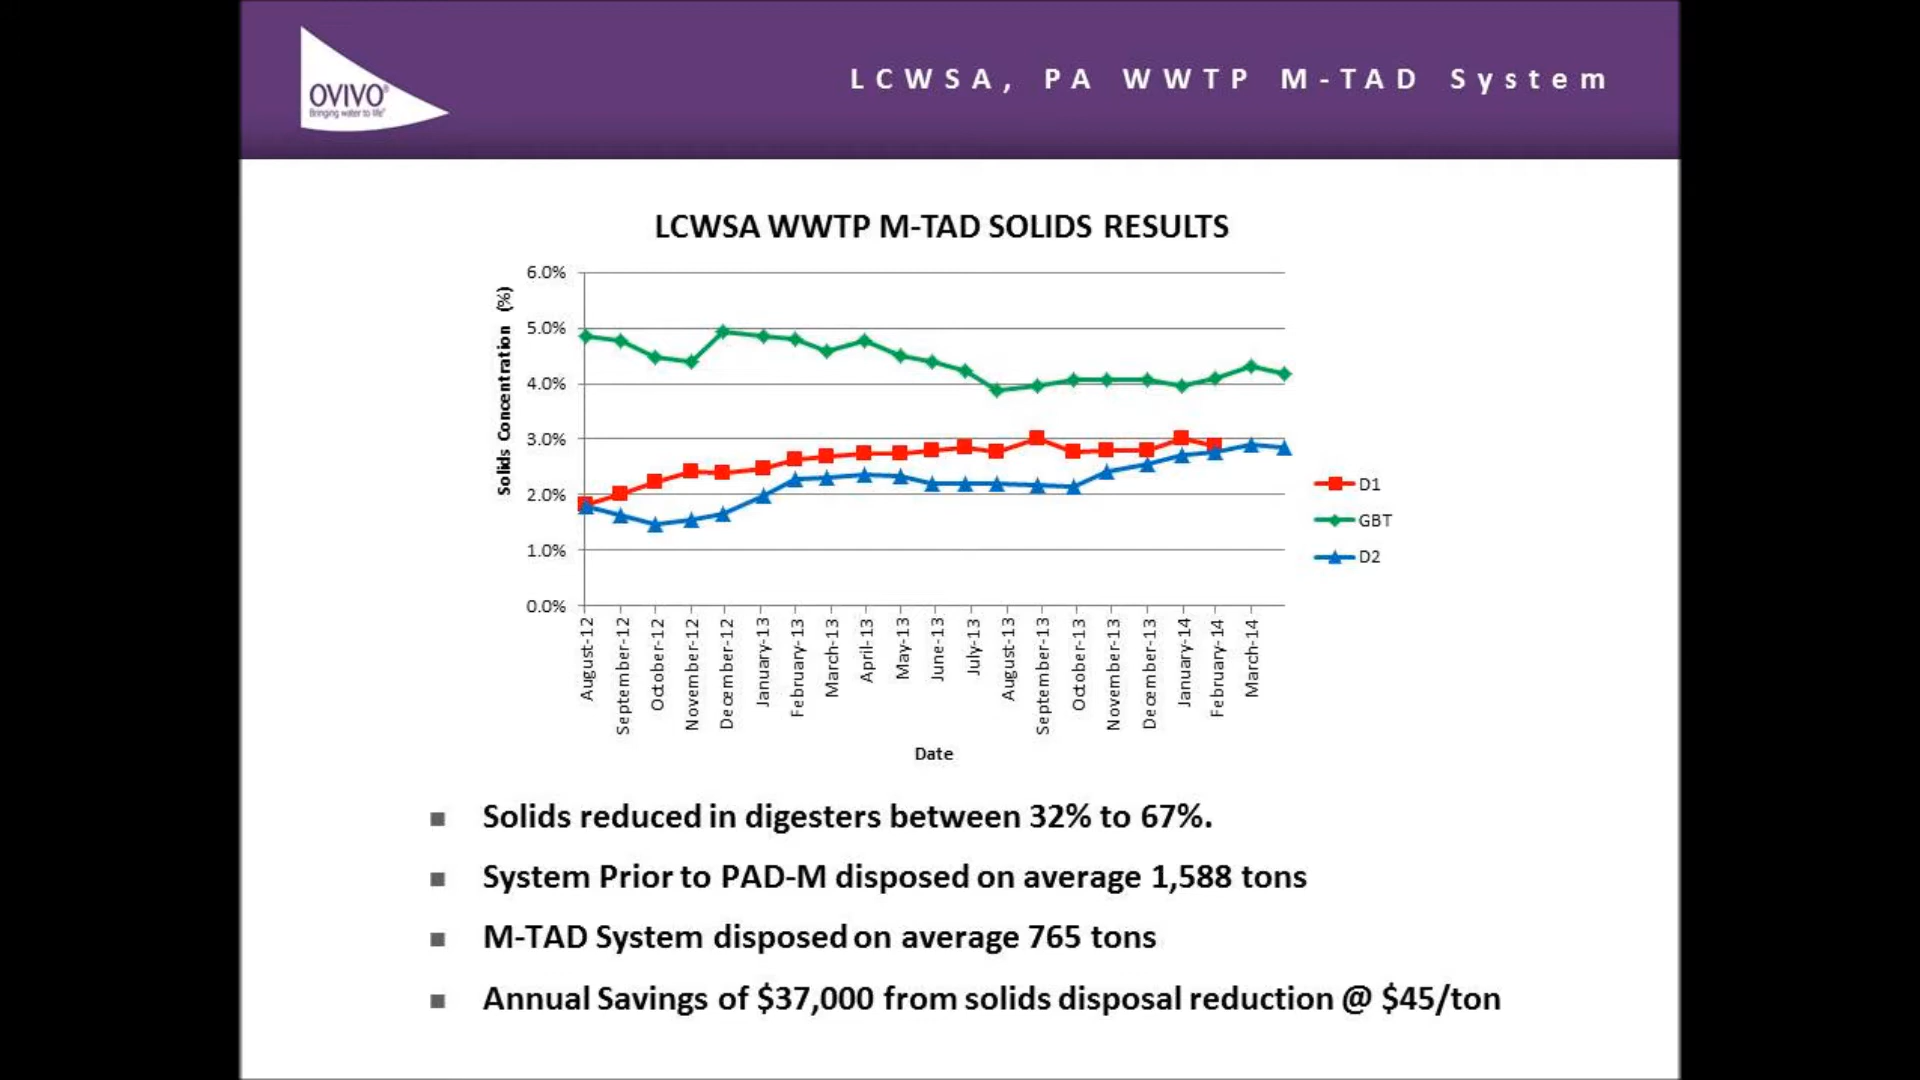 OVIVO®
Bringing water to life®
LCWSA, PA WWTP M-TAD System
LCWSA WWTP M-TAD SOLIDS RESULTS
Solids Concentration (%)
6.0%
5.0%
4.0%
3.0%
2.0%
1.0%
0.0%
August-12
September-12
October-12
November-12
December-12
January-13
February-13
March-13
April-13
May-13
June-13
July-13
August-13
September-13
October-13
November-13
December-13
January-14
February-14
March-14
Date
D1
GBT
D2
■ Solids reduced in digesters between 32% to 67%.
■ System Prior to PAD-M disposed on average 1,588 tons
■ M-TAD System disposed on average 765 tons
■ Annual Savings of $37,000 from solids disposal reduction @ $45/ton